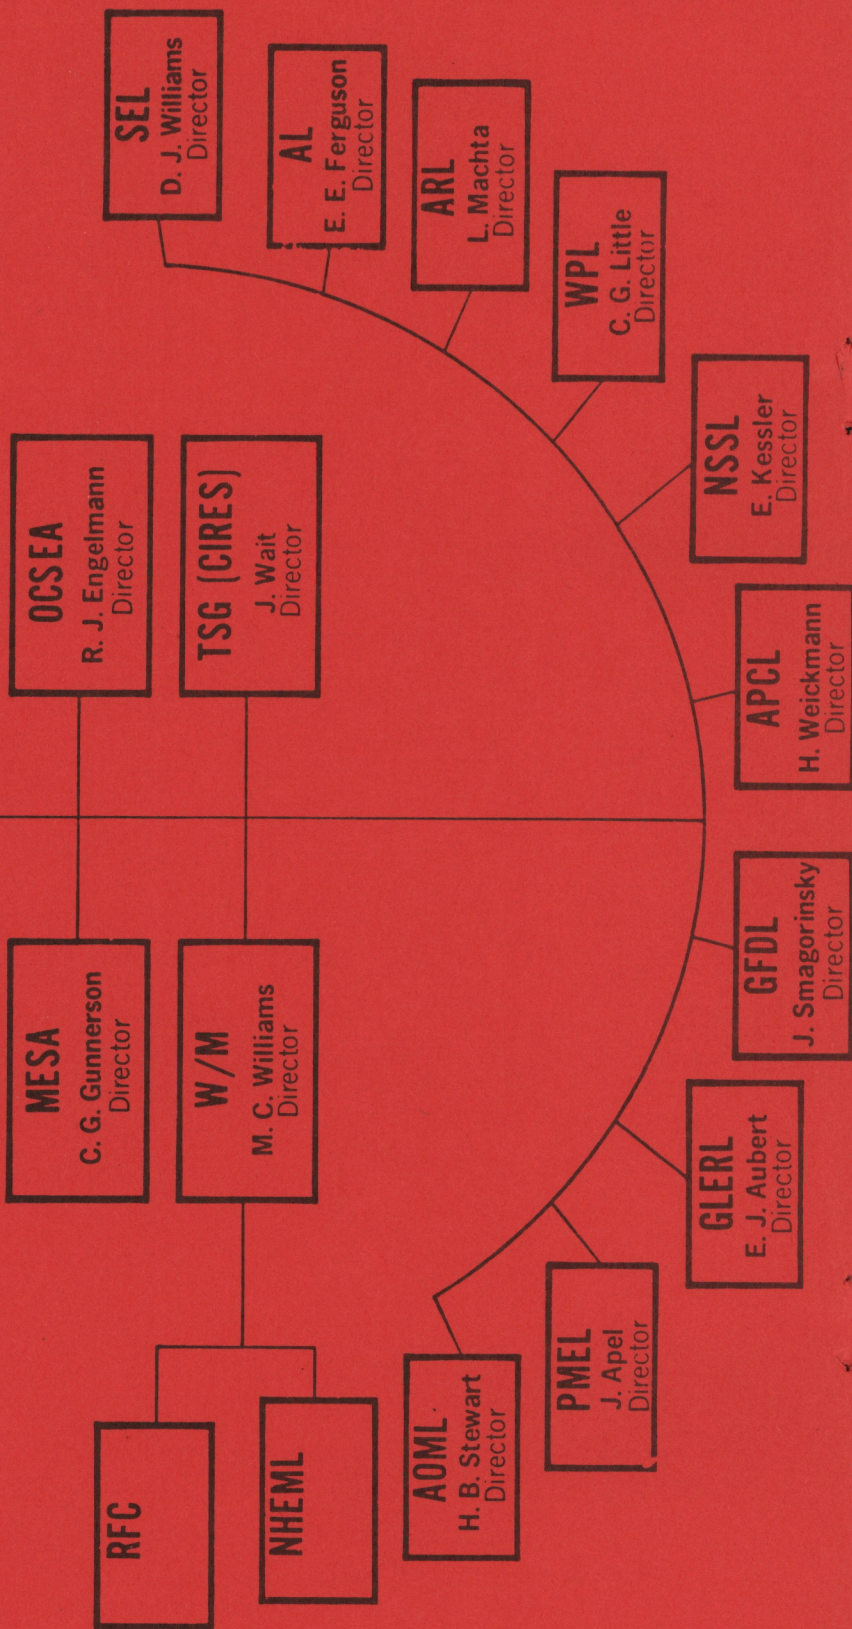 MESA
C. G. Gunnerson
Director
OCSEA
R. J. Engelmann
Director
W/M
M. C. Williams
Director
TSG (CIRES)
J. Wait
Director
RFC
NHEML
AOML
H. B. Stewart
Director
PMEL
J. Apel
Director
GLERL
E. J. Aubert
Director
GFDL
J. Smagorinsky
Director
APCL
H. Weickmann
Director
NSSL
E. Kessler
Director
WPL
C. G. Little
Director
ARL
L. Machta
Director
AL
E. E. Ferguson
Director
SEL
D. J. Williams
Director